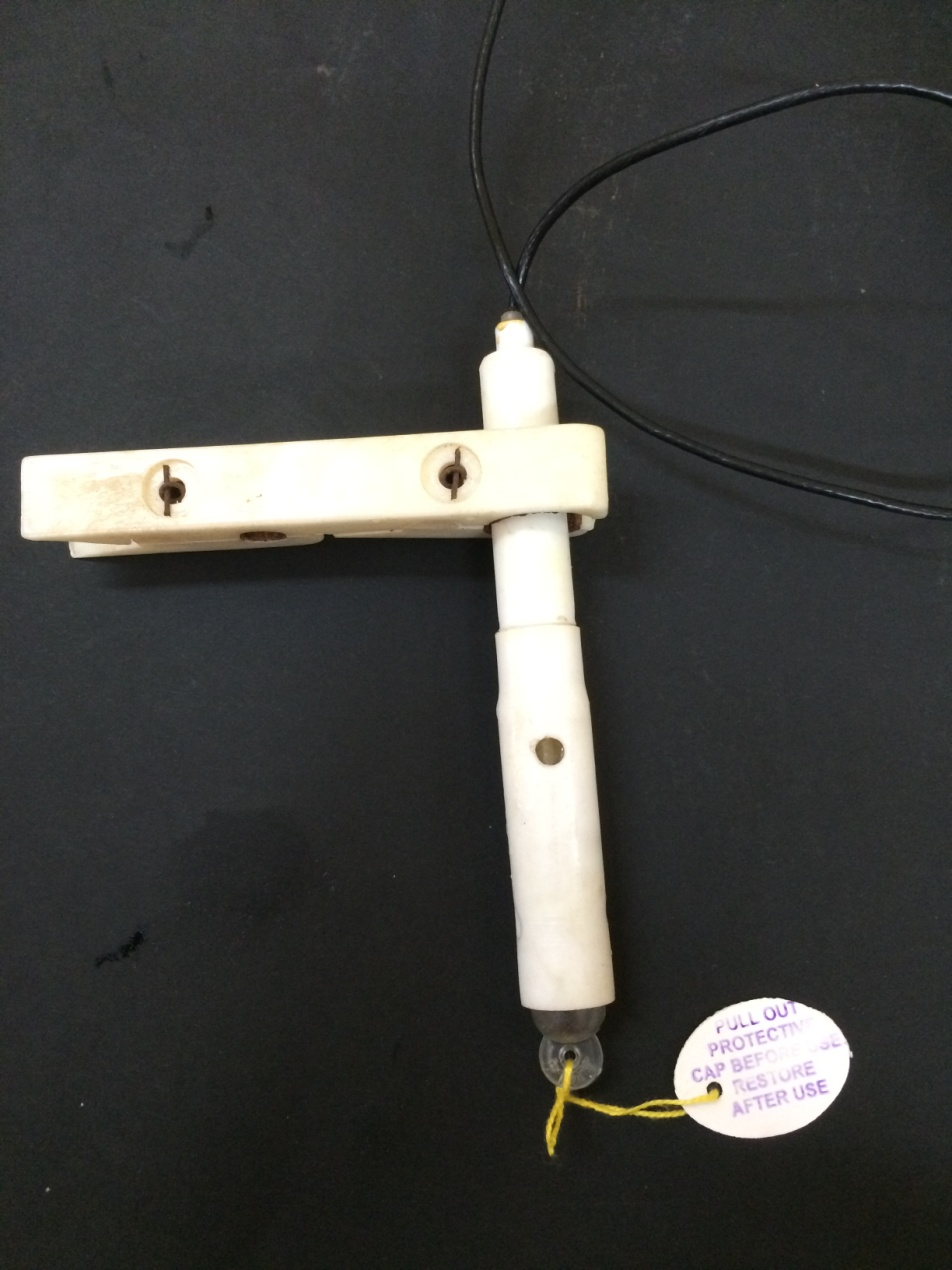 PULL OUT
PROTECTIVE
CAP BEFORE USE.
RESTORE
AFTER USE